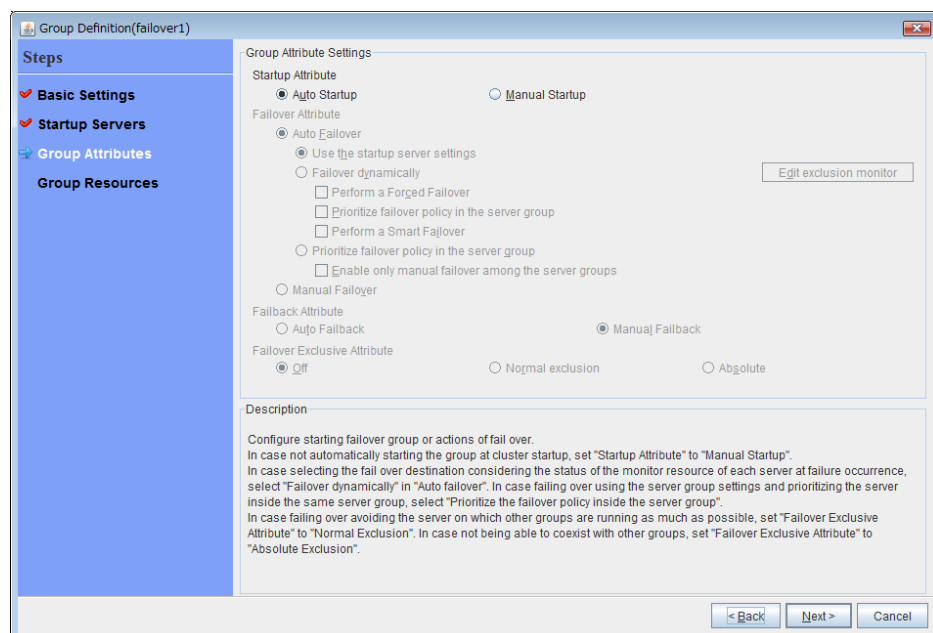 Group Definition(failover1)
Steps
Basic Settings
Startup Servers
Group Attributes
Group Resources
Group Attribute Settings
Startup Attribute
Auto Startup
Manual Startup
Failover Attribute
Auto Failover
Use the startup server settings
Failover dynamically
Edit exclusion monitor
Perform a Forced Failover
Prioritize failover policy in the server group
Perform a Smart Failover
Prioritize failover policy in the server group
Enable only manual failover among the server groups
Manual Failover
Failback Attribute
Auto Failback
Manual Failback
Failover Exclusive Attribute
Off
Normal exclusion
Absolute
Description
Configure starting failover group or actions of fail over.
In case not automatically starting the group at cluster startup, set "Startup Attribute" to "Manual Startup".
In case selecting the fail over destination considering the status of the monitor resource of each server at failure occurrence,
select "Failover dynamically" in "Auto failover". In case failing over using the server group settings and prioritizing the server
inside the same server group, select "Prioritize the failover policy inside the server group".
In case failing over avoiding the server on which other groups are running as much as possible, set "Failover Exclusive
Attribute" to "Normal Exclusion". In case not being able to coexist with other groups, set "Failover Exclusive Attribute" to
"Absolute Exclusion".
< Back
Next >
Cancel